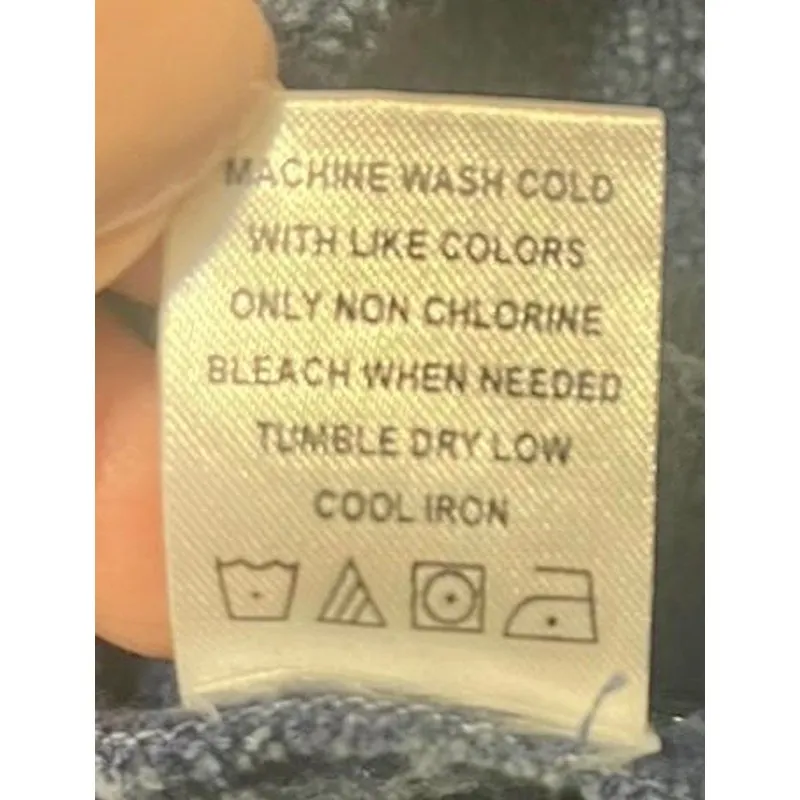 MACHINE WASH COLD
WITH LIKE COLORS
ONLY NON CHLORINE
BLEACH WHEN NEEDED
TUMBLE DRY LOW
COOL IRON